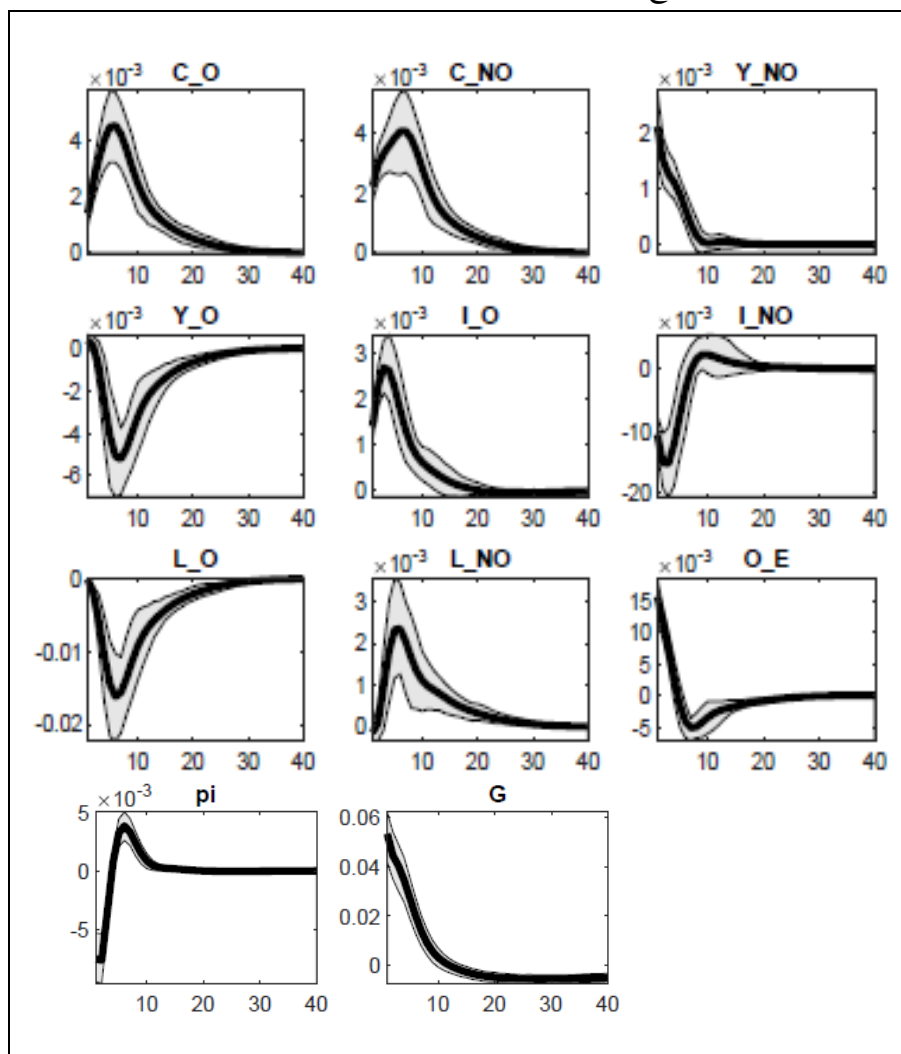 ×10⁻³ C_O ×10⁻³ C_NO ×10⁻³ Y_NO
4 2 0 10 20 30 40
4 2 0 10 20 30 40
2 1 0 10 20 30 40
×10⁻³ Y_O ×10⁻³ I_O ×10⁻³ I_NO
0 -2 -4 -6 10 20 30 40
3 2 1 0 10 20 30 40
0 -10 -20 10 20 30 40
L_O ×10⁻³ L_NO ×10⁻³ O_E
0 -0.01 -0.02 10 20 30 40
3 2 1 0 10 20 30 40
15 10 5 0 -5 10 20 30 40
×10⁻³ pi G
5 0 -5 10 20 30 40
0.06 0.04 0.02 0 10 20 30 40